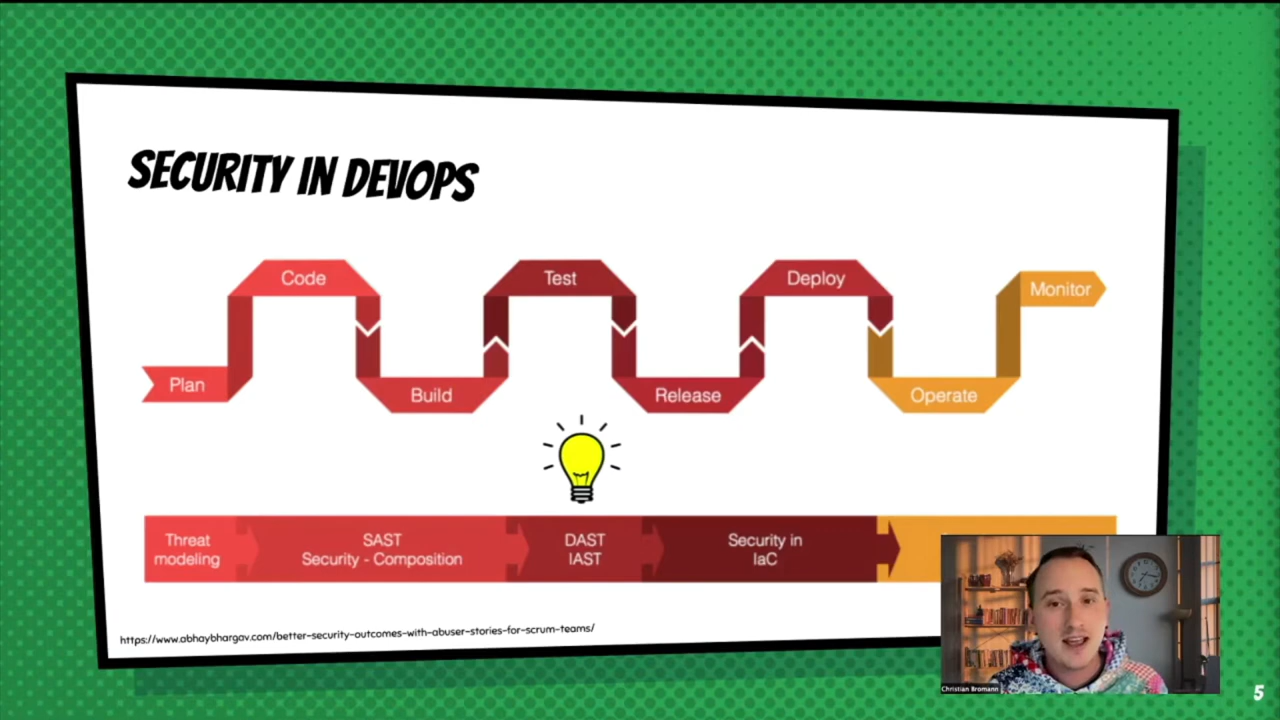 SECURITY IN DEVOPS
Code
Test
Deploy
Monitor
Plan
Build
Release
Operate
Threat
modeling
SAST
Security - Composition
DAST
IAST
Security in
IaC
https://www.abhaybhargav.com/better-security-outcomes-with-abuser-stories-for-scrum-teams/
Christian Bromann
5